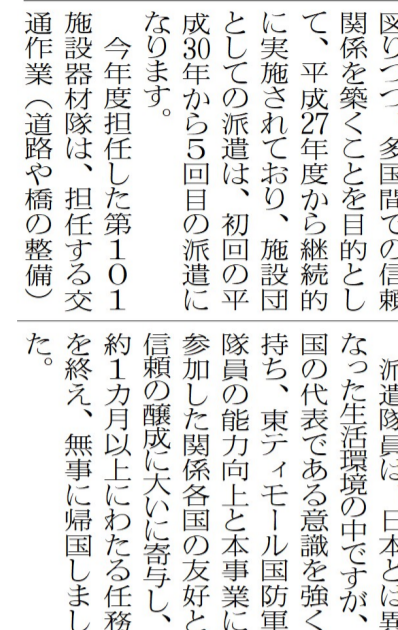 図りつつ、多国間での信頼
関係を築くことを目的とし
て、平成27年度から継続的
に実施されており、施設団
としての派遣は、初回の平
成30年から5回目の派遣に
なります。
今年度担任した第101
施設器材隊は、担任する交
通作業（道路や橋の整備）
派遣隊員は、日本とは異
なった生活環境の中ですが、
国の代表である意識を強く
持ち、東ティモール国防軍
隊員の能力向上と本事業に
参加した関係各国の友好と
信頼の醸成に大いに寄与し、
約1カ月以上にわたる任務
を終え、無事に帰国しまし
た。